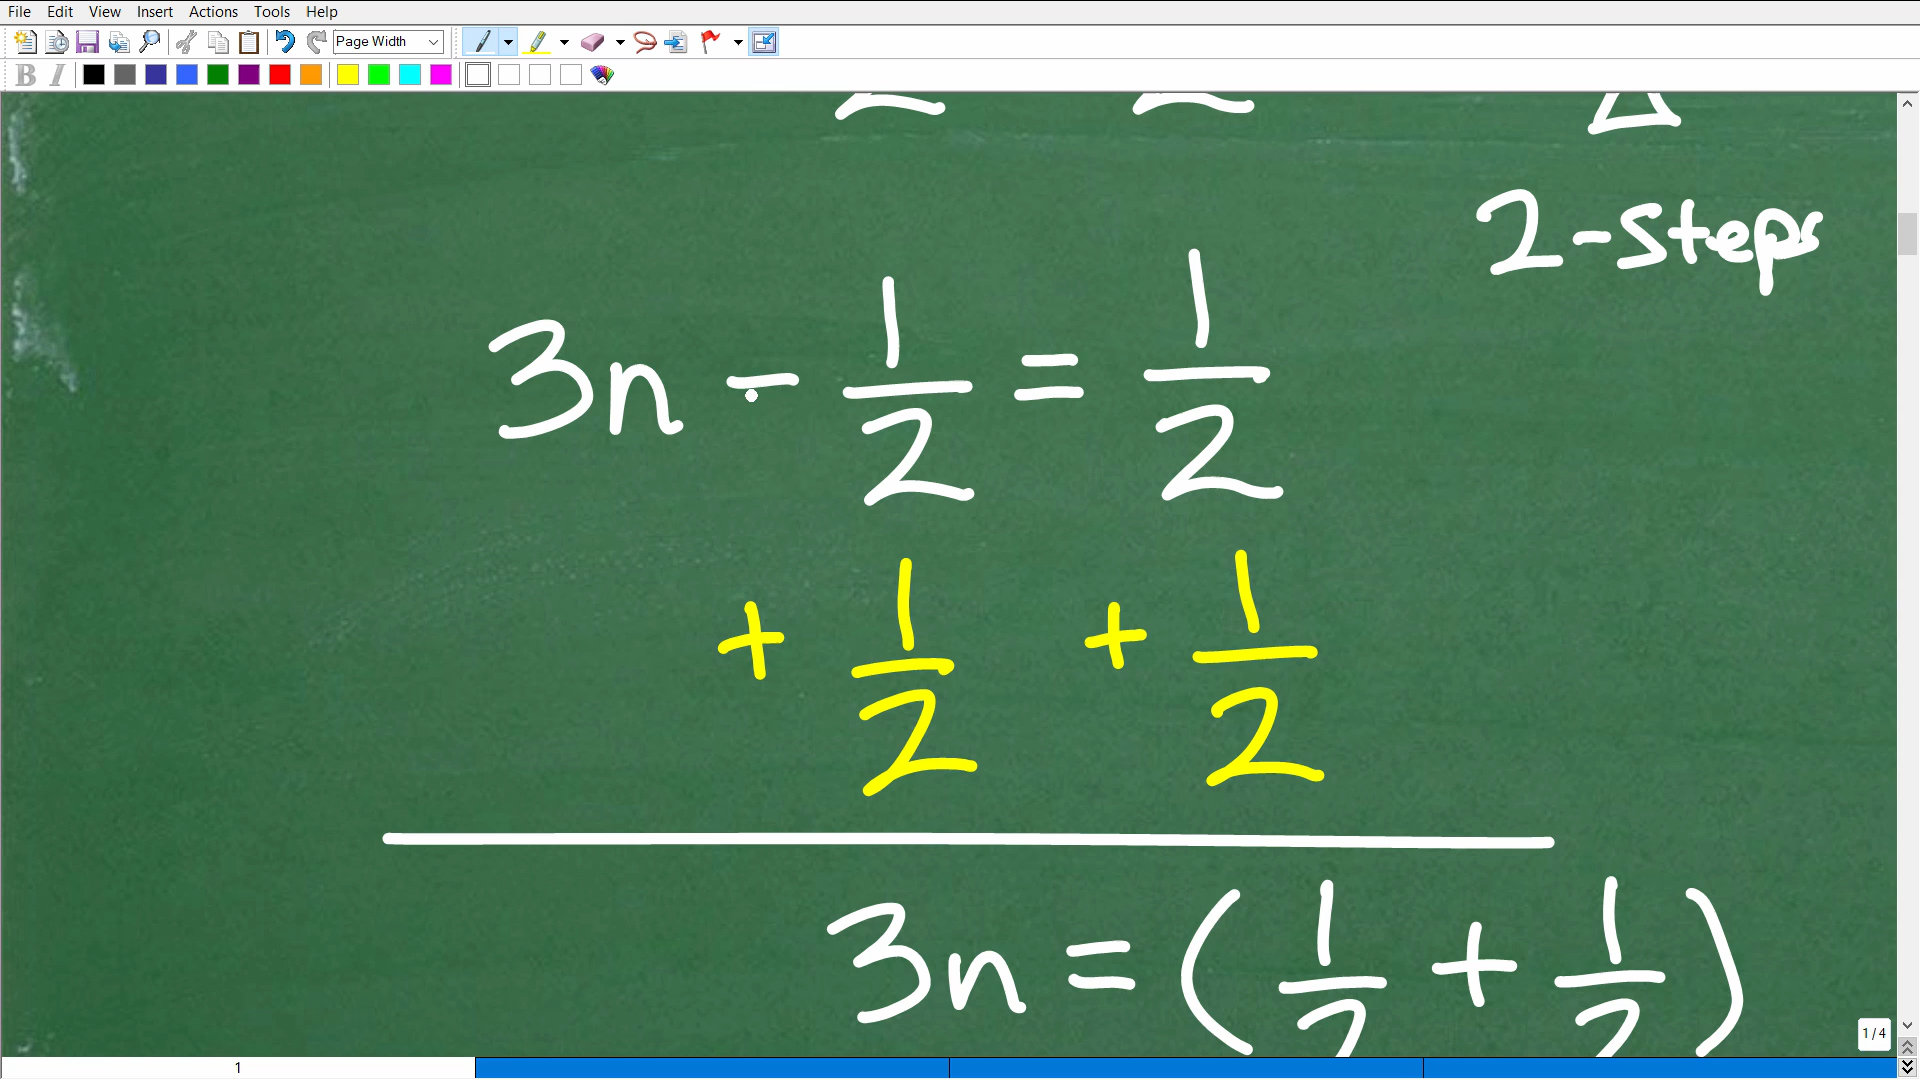 File Edit View Insert Actions Tools Help
Page Width
B I
2-steps
3n - 1/2 = 1/2
+ 1/2 + 1/2
3n = ( 1/2 + 1/2 )
1 / 4
1